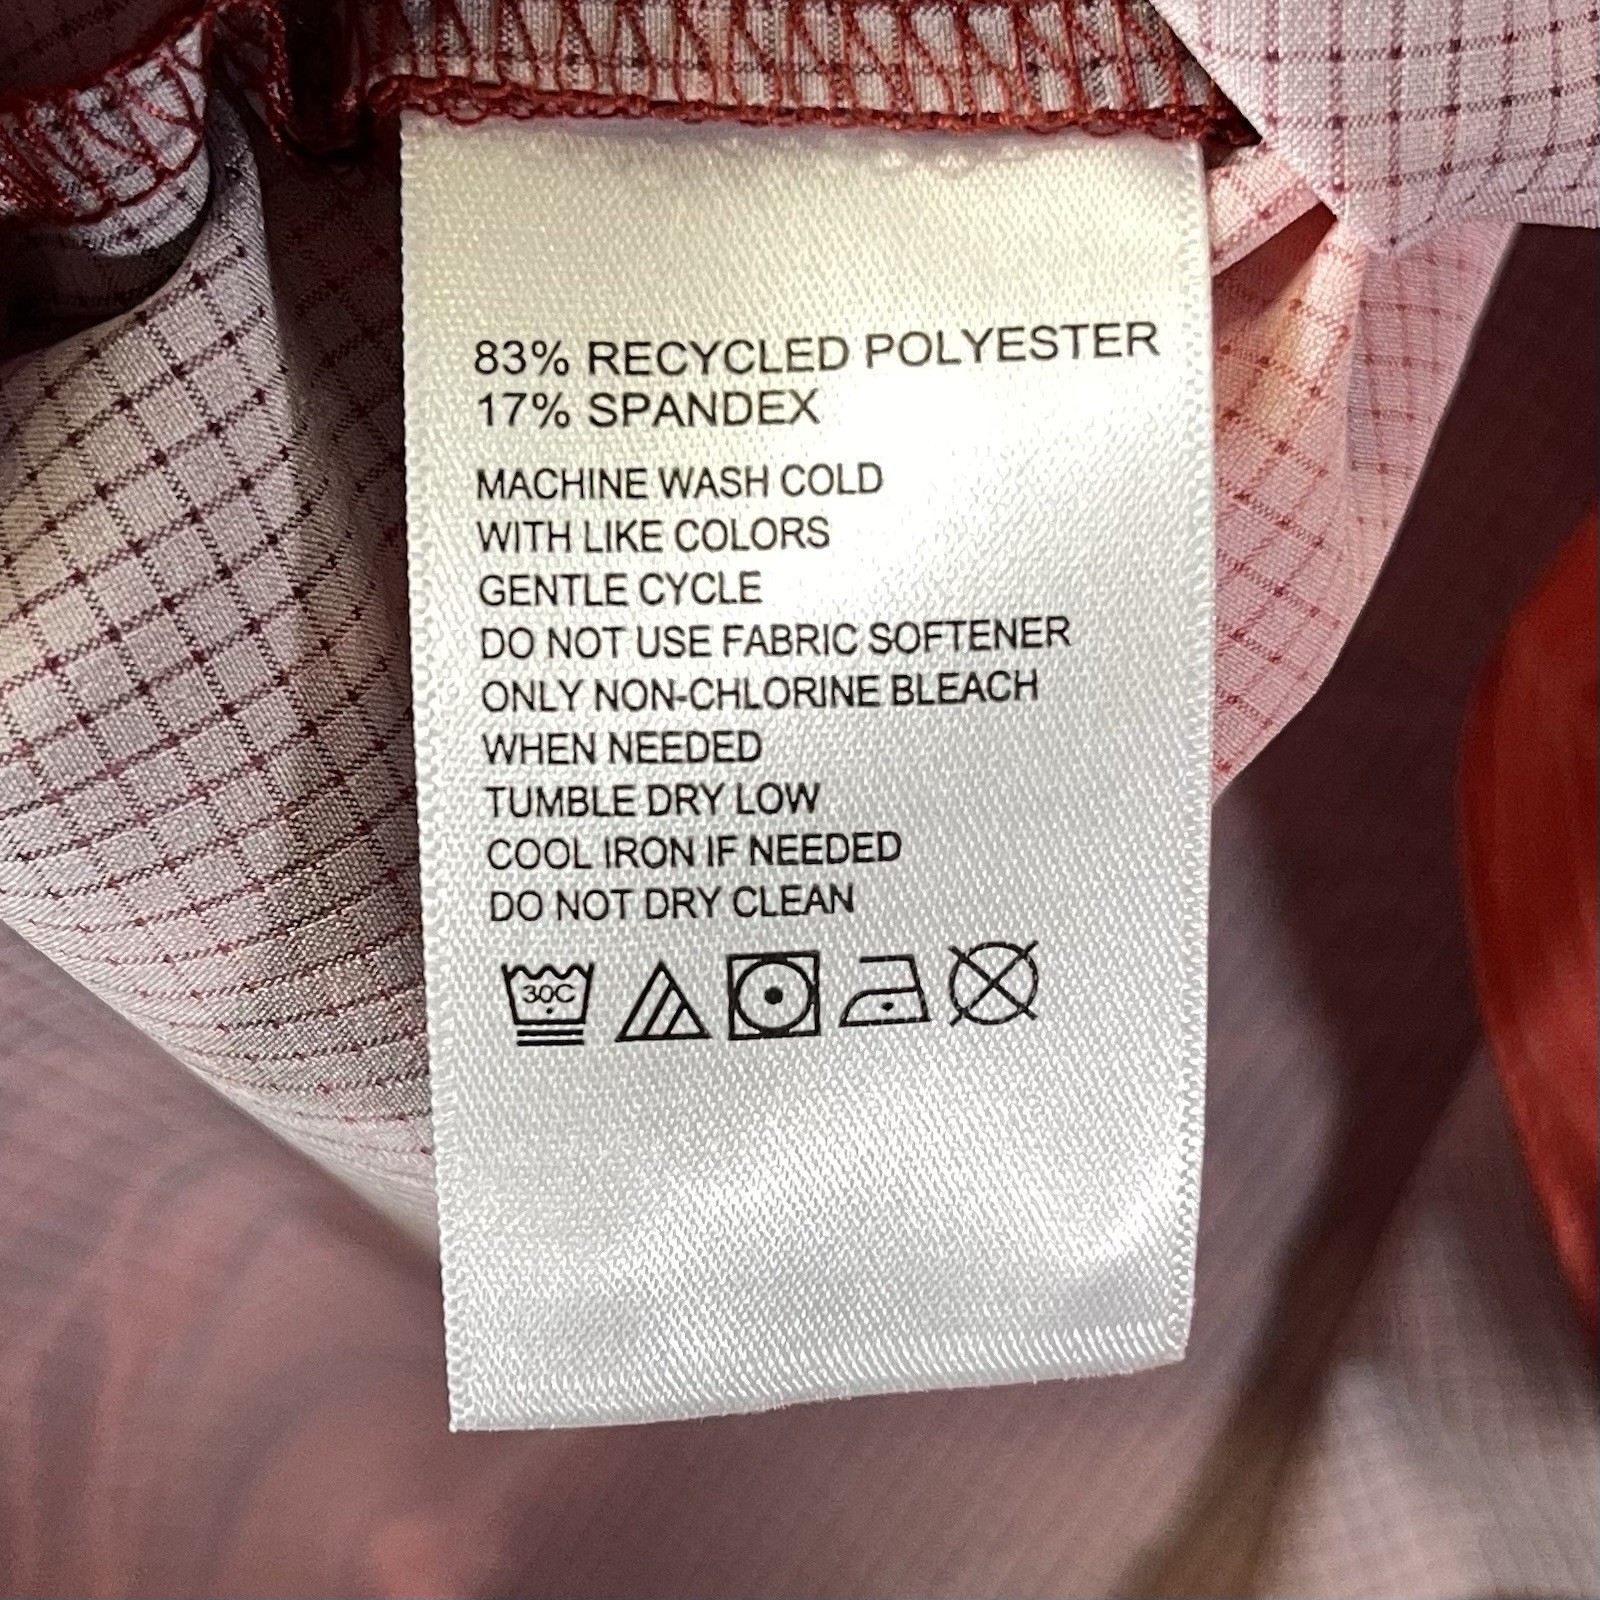 83% RECYCLED POLYESTER
17% SPANDEX
MACHINE WASH COLD
WITH LIKE COLORS
GENTLE CYCLE
DO NOT USE FABRIC SOFTENER
ONLY NON-CHLORINE BLEACH
WHEN NEEDED
TUMBLE DRY LOW
COOL IRON IF NEEDED
DO NOT DRY CLEAN
30C